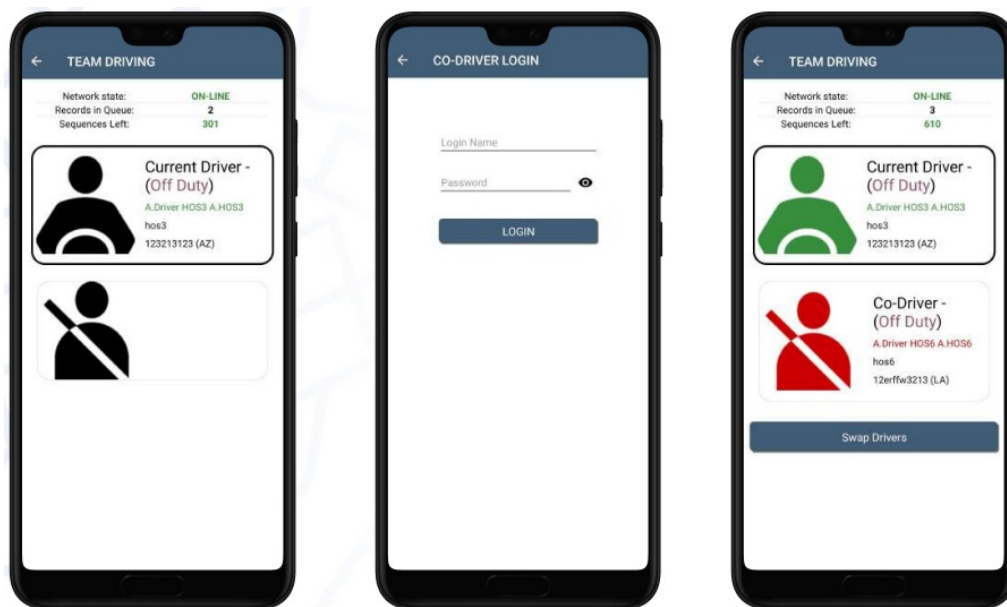 TEAM DRIVING
Network state: ON-LINE
Records in Queue: 2
Sequences Left: 301
Current Driver -
(Off Duty)
A.Driver HOS3 A.HOS3
hos3
123213123 (AZ)
CO-DRIVER LOGIN
Login Name
Password
LOGIN
TEAM DRIVING
Network state: ON-LINE
Records in Queue: 3
Sequences Left: 610
Current Driver -
(Off Duty)
A.Driver HOS3 A.HOS3
hos3
123213123 (AZ)
Co-Driver -
(Off Duty)
A.Driver HOS6 A.HOS6
hos6
12erffw3213 (LA)
Swap Drivers